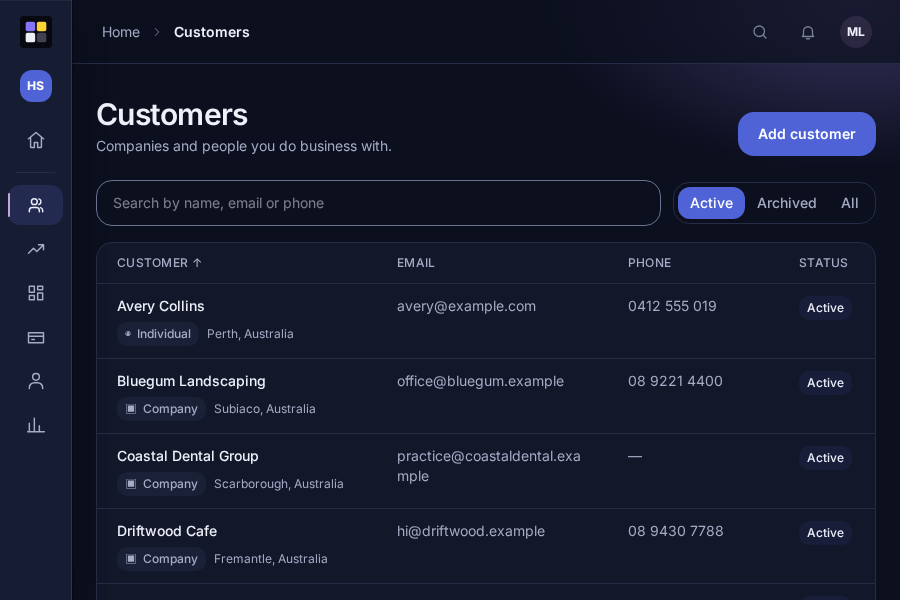 Home > Customers
ML
HS
Customers
Companies and people you do business with.
Add customer
Search by name, email or phone
Active Archived All
CUSTOMER ↑ EMAIL PHONE STATUS
Avery Collins avery@example.com 0412 555 019 Active
Individual Perth, Australia
Bluegum Landscaping office@bluegum.example 08 9221 4400 Active
Company Subiaco, Australia
Coastal Dental Group practice@coastaldental.exa — Active
mple
Company Scarborough, Australia
Driftwood Cafe hi@driftwood.example 08 9430 7788 Active
Company Fremantle, Australia